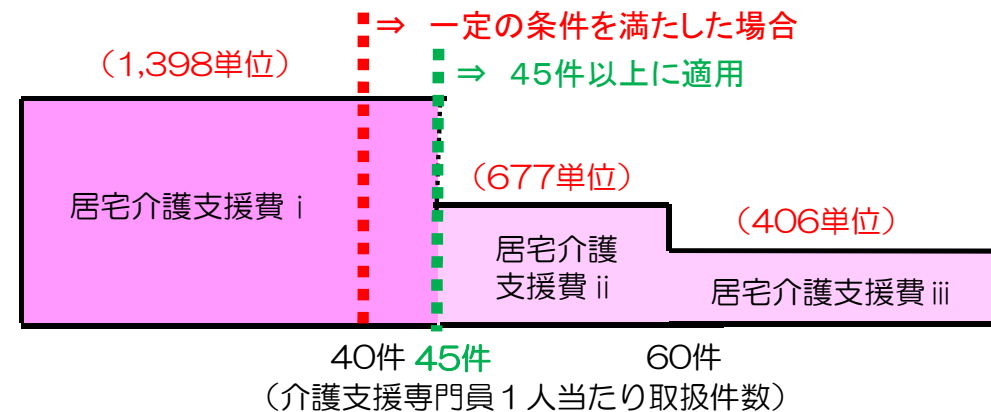 ⇒ 一定の条件を満たした場合
（1,398単位）
⇒ 45件以上に適用
居宅介護支援費ⅰ
（677単位）
居宅介護
支援費ⅱ
（406単位）
居宅介護支援費ⅲ
40件 45件 60件
（介護支援専門員１人当たり取扱件数）